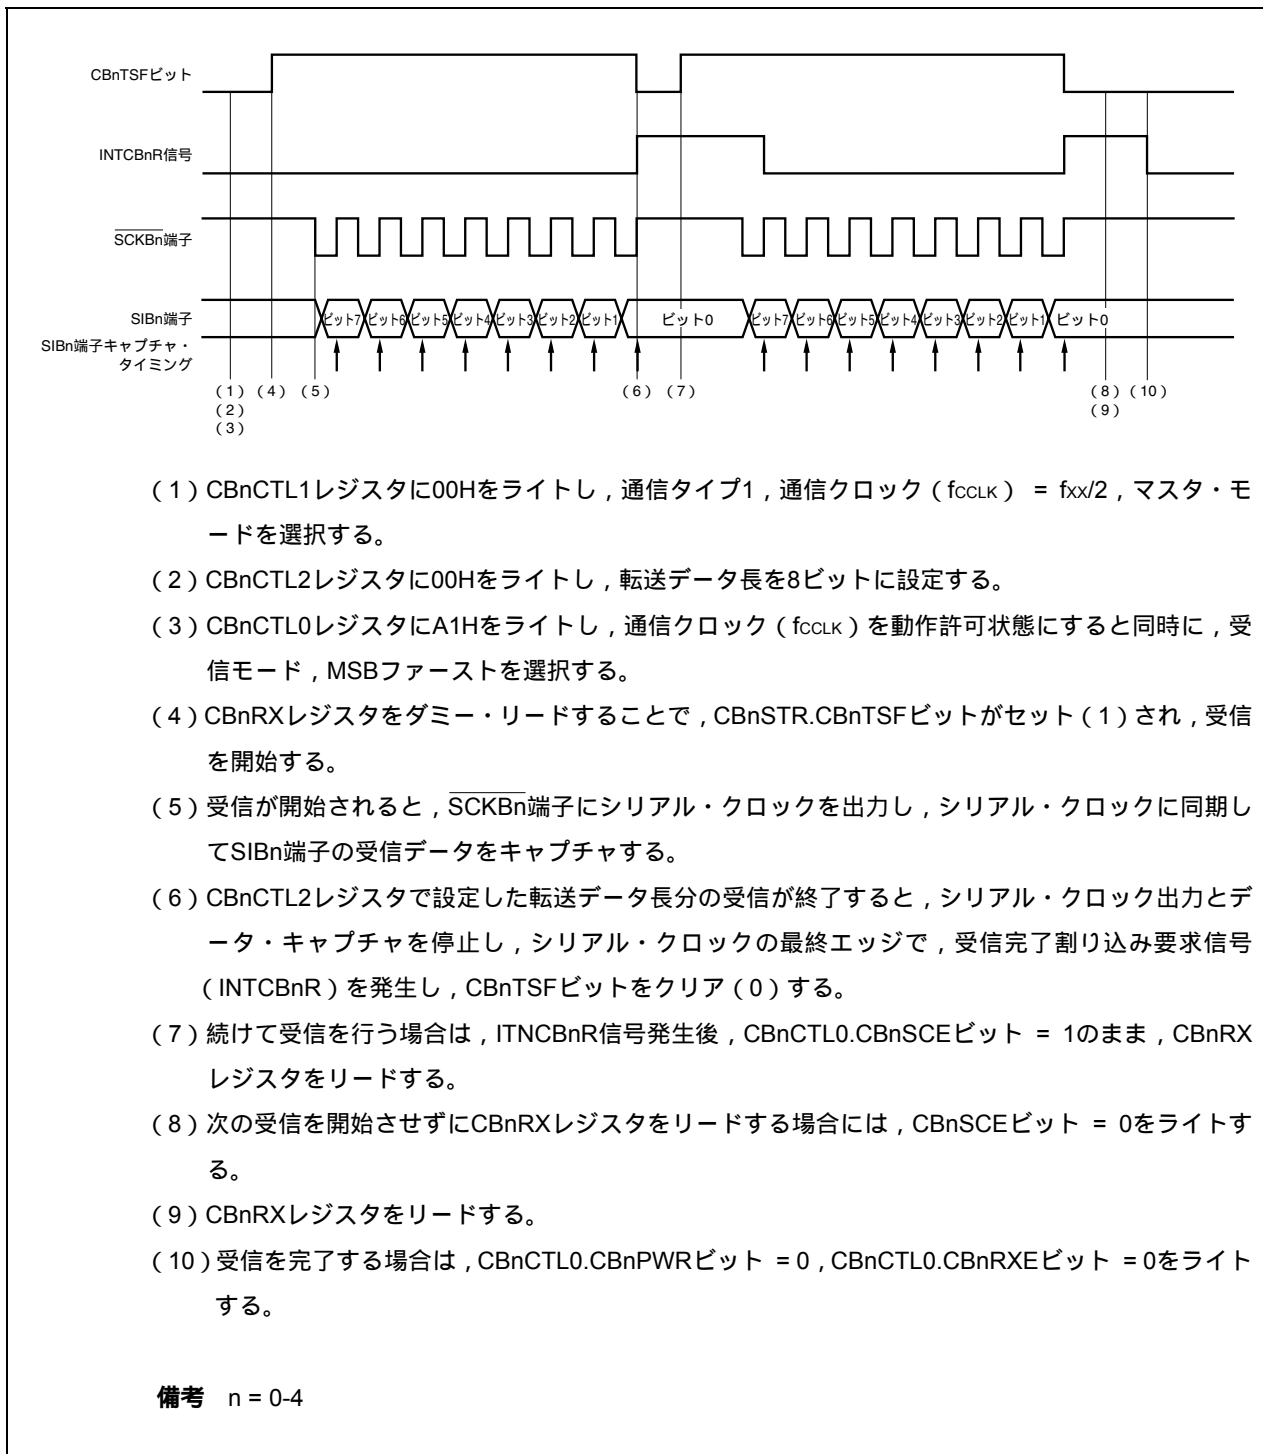 CBnTSFビット
INTCBnR信号
SCKBn端子
SIBn端子
ビット7 ビット6 ビット5 ビット4 ビット3 ビット2 ビット1 ビット0 ビット7 ビット6 ビット5 ビット4 ビット3 ビット2 ビット1 ビット0
SIBn端子キャプチャ・
タイミング
(1) (4) (5) (6) (7) (8) (10)
(2) (9)
(3)
(1)CBnCTL1レジスタに00Hをライトし,通信タイプ1,通信クロック(fCCLK) = fXX/2,マスタ・モ
ードを選択する。
(2)CBnCTL2レジスタに00Hをライトし,転送データ長を8ビットに設定する。
(3)CBnCTL0レジスタにA1Hをライトし,通信クロック(fCCLK)を動作許可状態にすると同時に,受
信モード,MSBファーストを選択する。
(4)CBnRXレジスタをダミー・リードすることで,CBnSTR.CBnTSFビットがセット(1)され,受信
を開始する。
(5)受信が開始されると,SCKBn端子にシリアル・クロックを出力し,シリアル・クロックに同期し
てSIBn端子の受信データをキャプチャする。
(6)CBnCTL2レジスタで設定した転送データ長分の受信が終了すると,シリアル・クロック出力とデ
ータ・キャプチャを停止し,シリアル・クロックの最終エッジで,受信完了割り込み要求信号
(INTCBnR)を発生し,CBnTSFビットをクリア(0)する。
(7)続けて受信を行う場合は,ITNCBnR信号発生後,CBnCTL0.CBnSCEビット = 1のまま,CBnRX
レジスタをリードする。
(8)次の受信を開始させずにCBnRXレジスタをリードする場合には,CBnSCEビット = 0をライトす
る。
(9)CBnRXレジスタをリードする。
(10)受信を完了する場合は,CBnCTL0.CBnPWRビット = 0,CBnCTL0.CBnRXEビット = 0をライト
する。
備考 n = 0-4